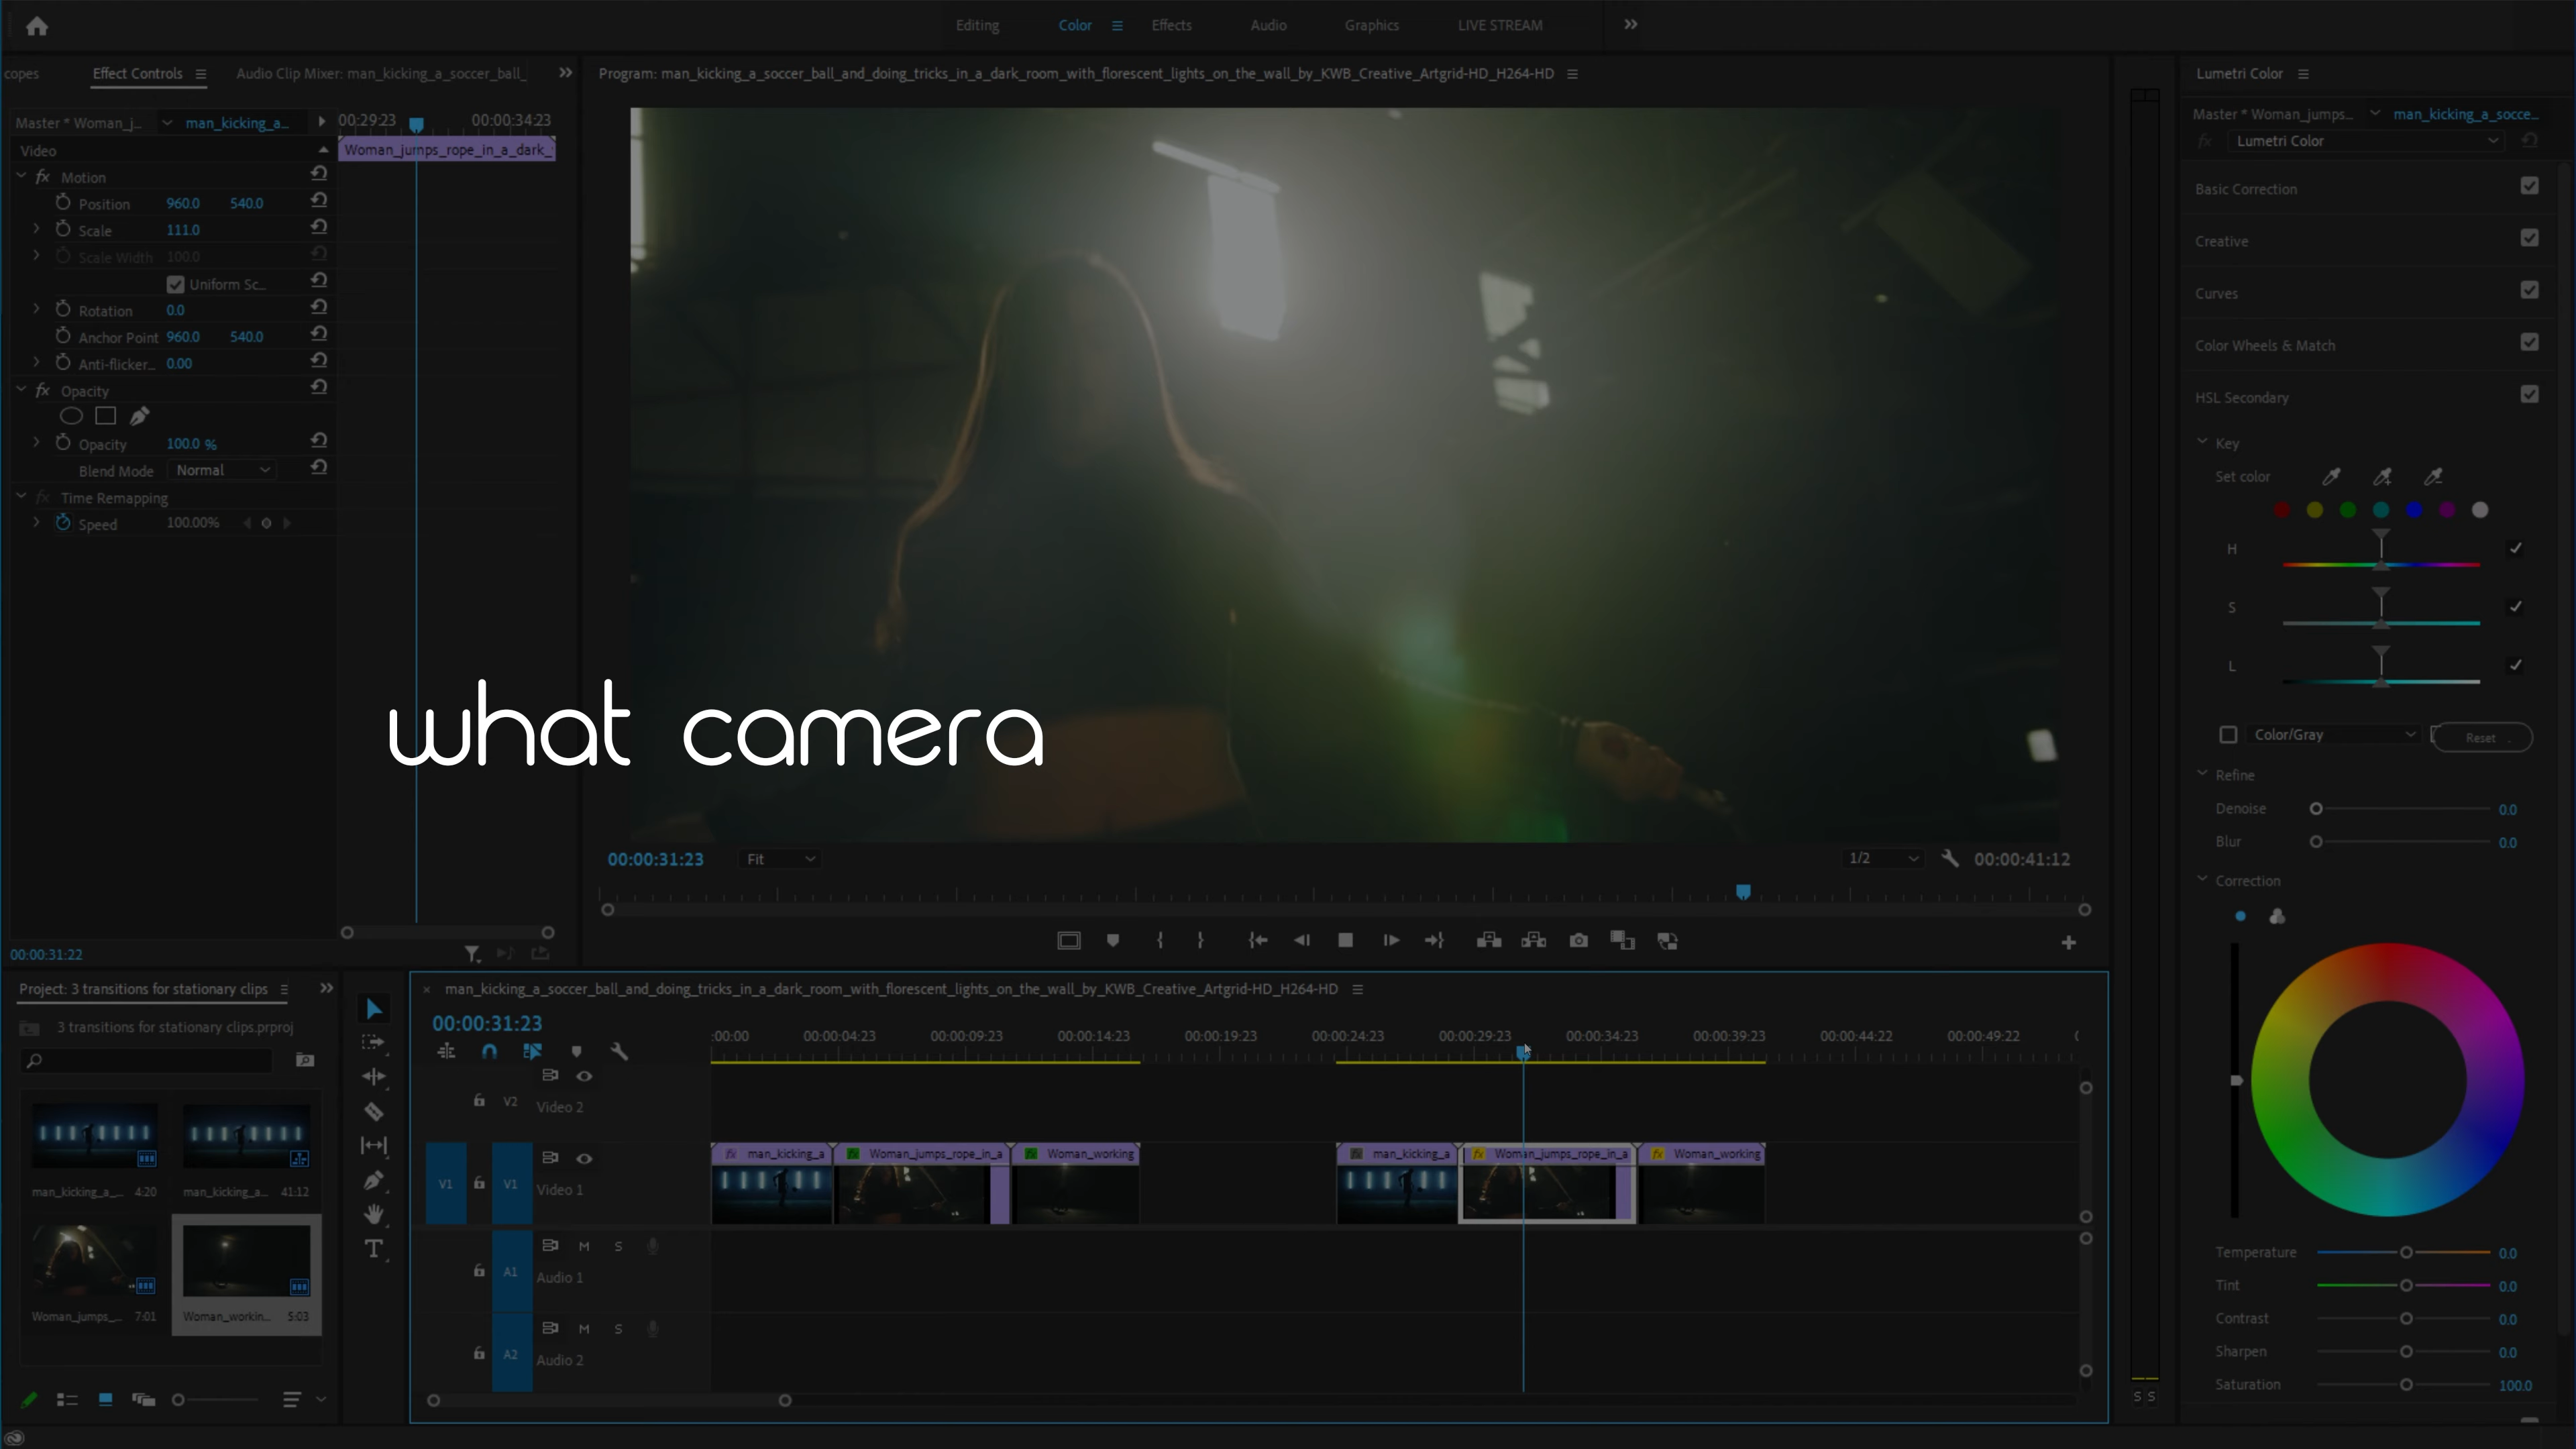 Editing Color Effects Audio Graphics LIVE STREAM
Effect Controls Audio Clip Mixer: man_kicking_a_soccer_ball_
copes
Master * Woman_j... man_kicking_a...
00:29:23 00:00:34:23
Video
Woman_jumps_rope_in_a_dark_
fx Motion
Position 960.0 540.0
Scale 111.0
Scale Width 100.0
Uniform Sc...
Rotation 0.0
Anchor Point 960.0 540.0
Anti-flicker... 0.00
fx Opacity
Opacity 100.0 %
Blend Mode Normal
fx Time Remapping
Speed 100.00%
00:00:31:22
Program: man_kicking_a_soccer_ball_and_doing_tricks_in_a_dark_room_with_florescent_lights_on_the_wall_by_KWB_Creative_Artgrid-HD_H264-HD
what camera
00:00:31:23 Fit 1/2 00:00:41:12
Lumetri Color
Master * Woman_jumps... man_kicking_a_socce...
fx Lumetri Color
Basic Correction
Creative
Curves
Color Wheels & Match
HSL Secondary
Key
Set color
H
S
L
Color/Gray Reset
Refine
Denoise 0.0
Blur 0.0
Correction
Temperature 0.0
Tint 0.0
Contrast 0.0
Sharpen 0.0
Saturation 100.0
Project: 3 transitions for stationary clips
3 transitions for stationary clips.prproj
man_kicking_a_... 4:20 man_kicking_a... 41:12
Woman_jumps_... 7:01 Woman_workin... 5:03
man_kicking_a_soccer_ball_and_doing_tricks_in_a_dark_room_with_florescent_lights_on_the_wall_by_KWB_Creative_Artgrid-HD_H264-HD
00:00:31:23
:00:00 00:00:04:23 00:00:09:23 00:00:14:23 00:00:19:23 00:00:24:23 00:00:29:23 00:00:34:23 00:00:39:23 00:00:44:22 00:00:49:22
V2 Video 2
V1 V1 Video 1
fx man_kicking_a fx Woman_jumps_rope_in_a fx Woman_working fx man_kicking_a fx Woman_jumps_rope_in_a fx Woman_working
M S
A1 Audio 1
M S
A2 Audio 2
S S